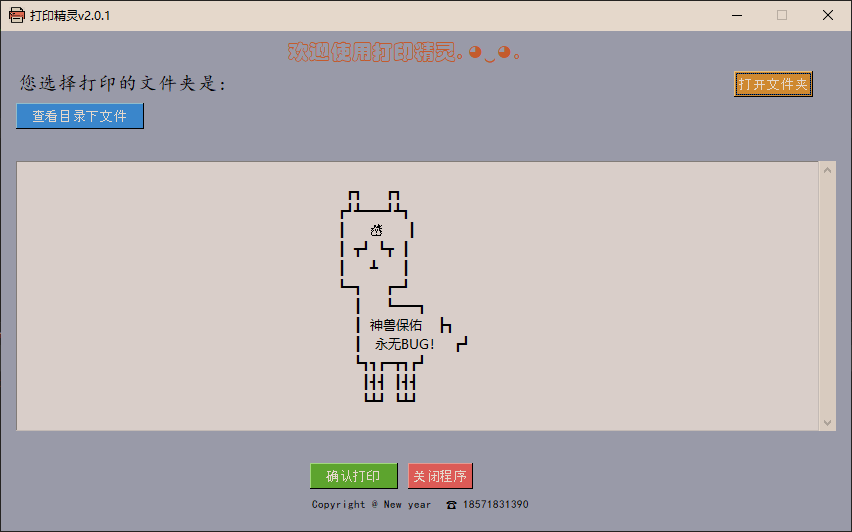 打印精灵v2.0.1
欢迎使用打印精灵.◕‿◕.
您选择打印的文件夹是：
打开文件夹
查看目录下文件
神兽保佑
永无BUG!
确认打印
关闭程序
Copyright @ New year ☎ 18571831390